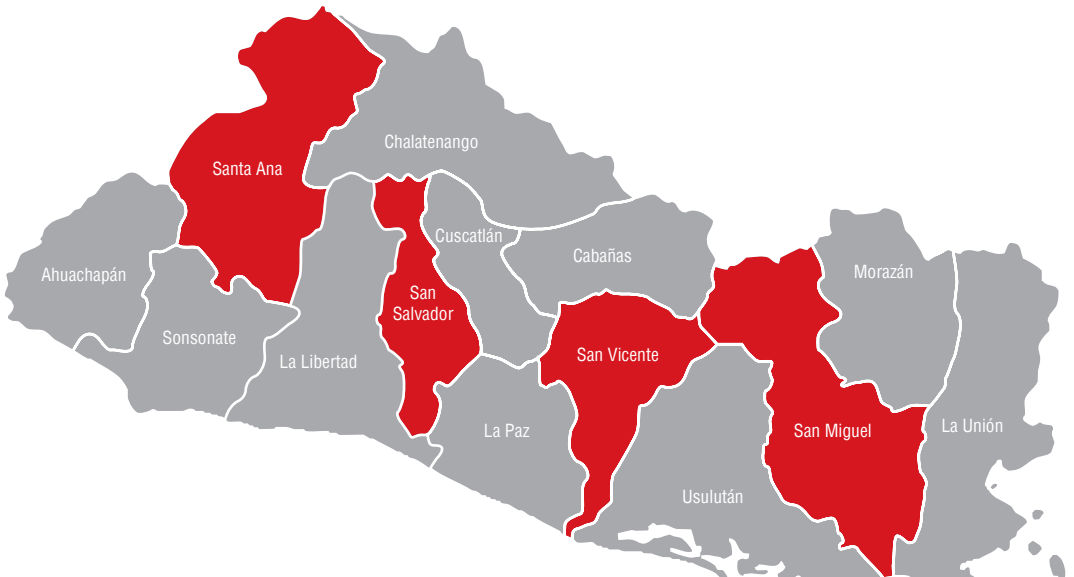 Chalatenango
Santa Ana
Cuscatlán
Cabañas
Ahuachapán
Morazán
San
Salvador
Sonsonate
La Libertad
San Vicente
La Paz
San Miguel
La Unión
Usulután